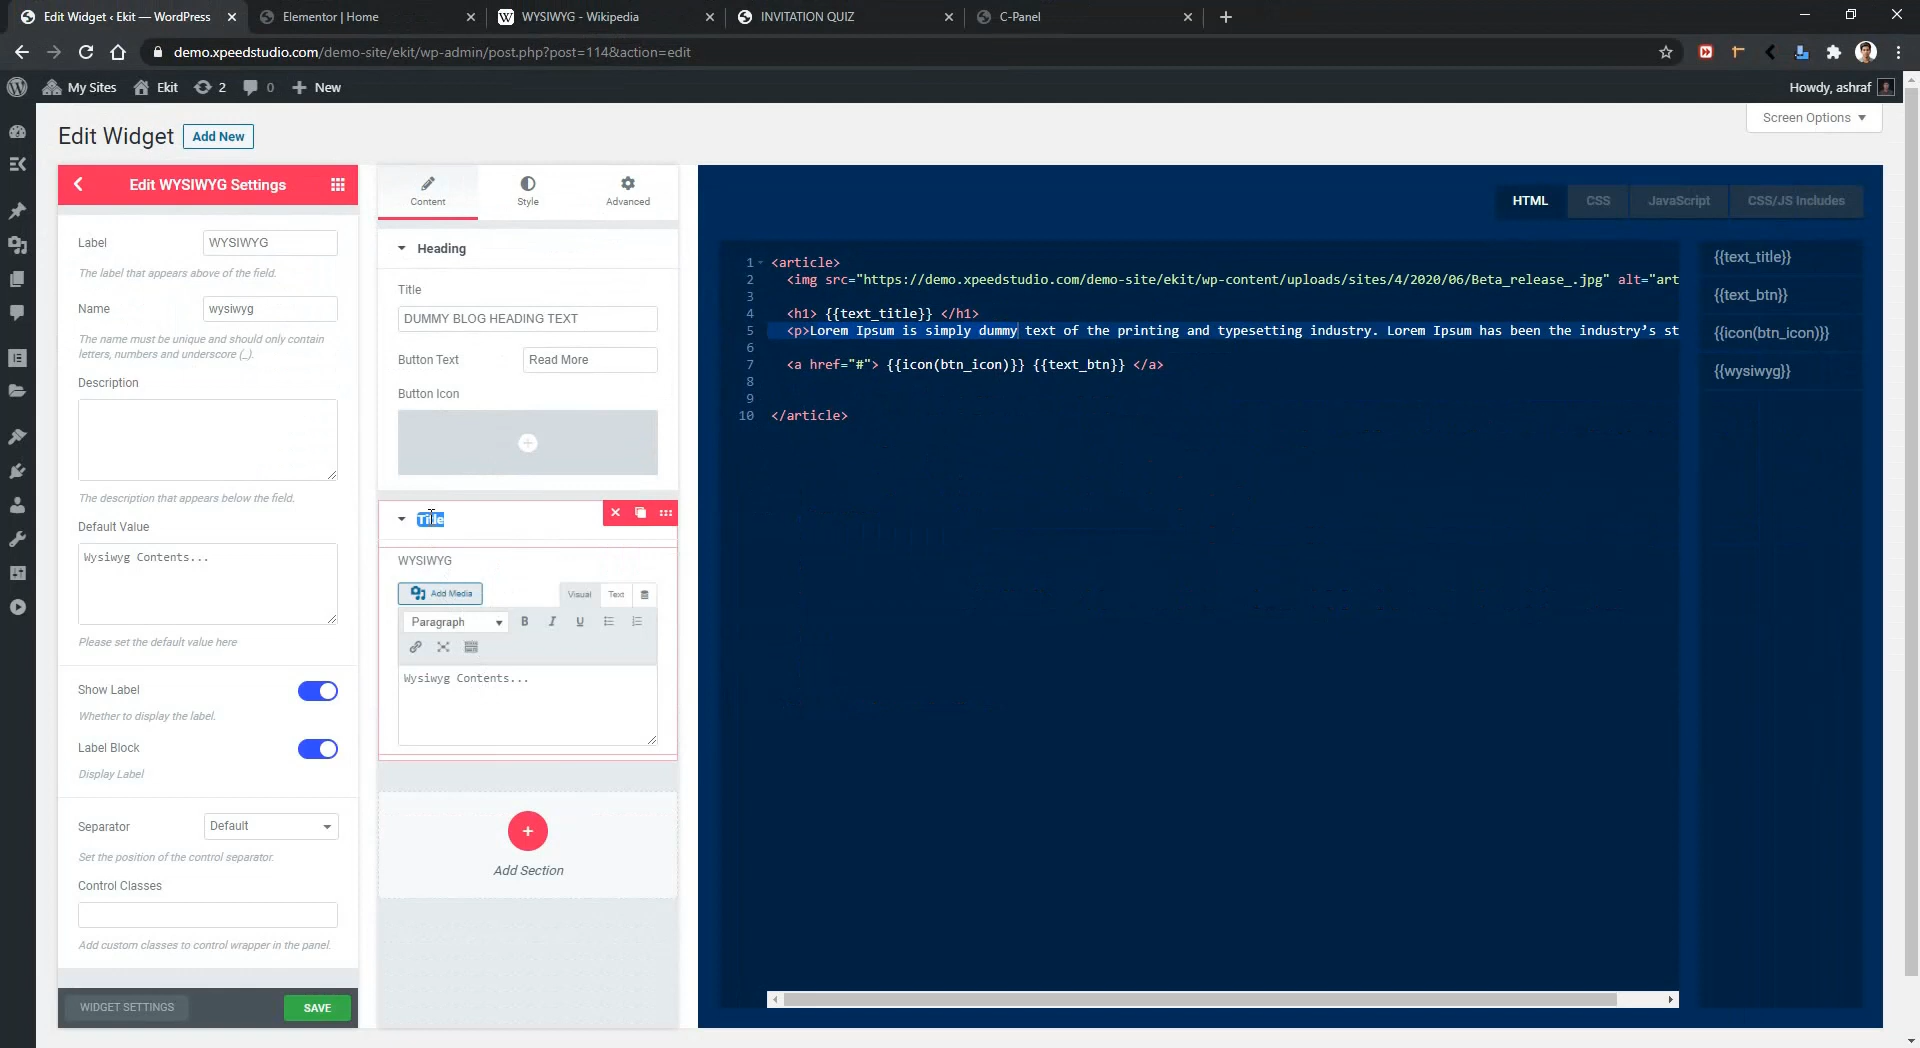 Edit Widget ‹ Ekit — WordPress
Elementor | Home
WYSIWYG - Wikipedia
INVITATION QUIZ
C-Panel
demo.xpeedstudio.com/demo-site/ekit/wp-admin/post.php?post=114&action=edit
My Sites
Ekit
2
0
New
Howdy, ashraf
Edit Widget
Add New
Screen Options
Edit WYSIWYG Settings
Label
WYSIWYG
The label that appears above of the field.
Name
wysiwyg
The name must be unique and should only contain
letters, numbers and underscore (_).
Description
The description that appears below the field.
Default Value
Wysiwyg Contents...
Please set the default value here
Show Label
Whether to display the label.
Label Block
Display Label
Separator
Default
Set the position of the control separator.
Control Classes
Add custom classes to control wrapper in the panel.
WIDGET SETTINGS
SAVE
Content
Style
Advanced
Heading
Title
DUMMY BLOG HEADING TEXT
Button Text
Read More
Button Icon
Title
WYSIWYG
Add Media
Visual
Text
Paragraph
B
I
U
Wysiwyg Contents...
Add Section
HTML
CSS
JavaScript
CSS/JS Includes
1 <article>
2 <img src="https://demo.xpeedstudio.com/demo-site/ekit/wp-content/uploads/sites/4/2020/06/Beta_release_.jpg" alt="art
3
4 <h1> {{text_title}} </h1>
5 <p>Lorem Ipsum is simply dummy text of the printing and typesetting industry. Lorem Ipsum has been the industry’s st
6
7 <a href="#"> {{icon(btn_icon)}} {{text_btn}} </a>
8
9
10 </article>
{{text_title}}
{{text_btn}}
{{icon(btn_icon)}}
{{wysiwyg}}